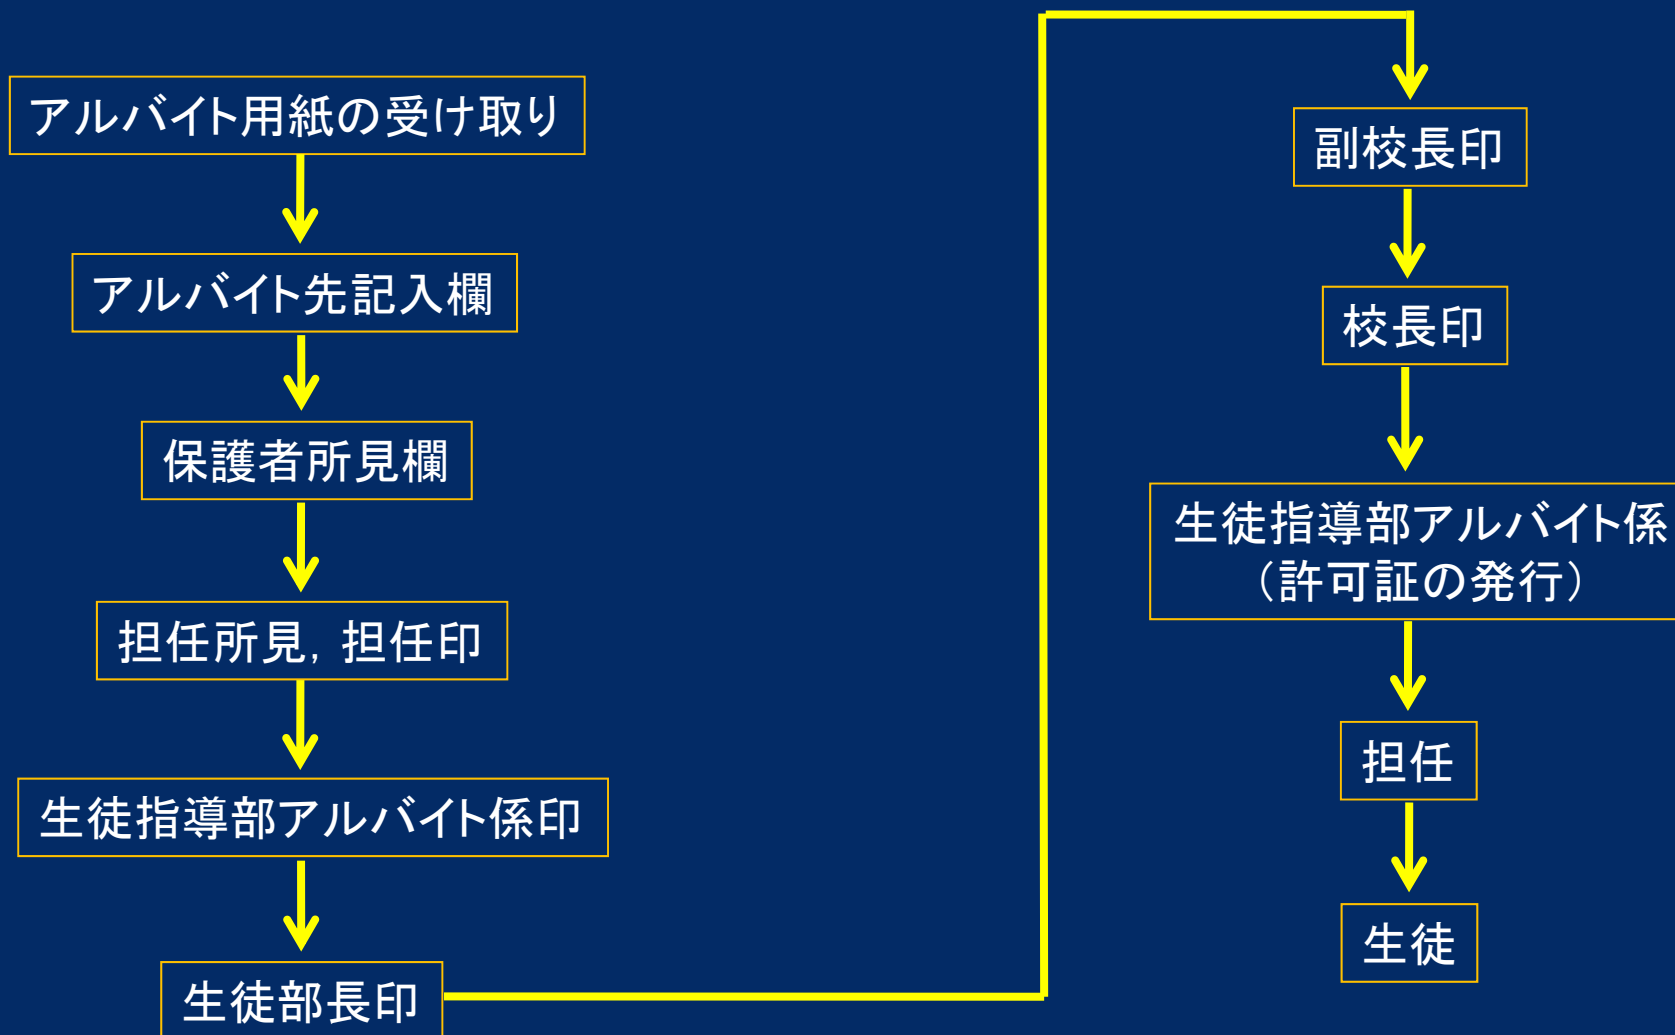 アルバイト用紙の受け取り
アルバイト先記入欄
保護者所見欄
担任所見，担任印
生徒指導部アルバイト係印
生徒部長印
副校長印
校長印
生徒指導部アルバイト係
（許可証の発行）
担任
生徒